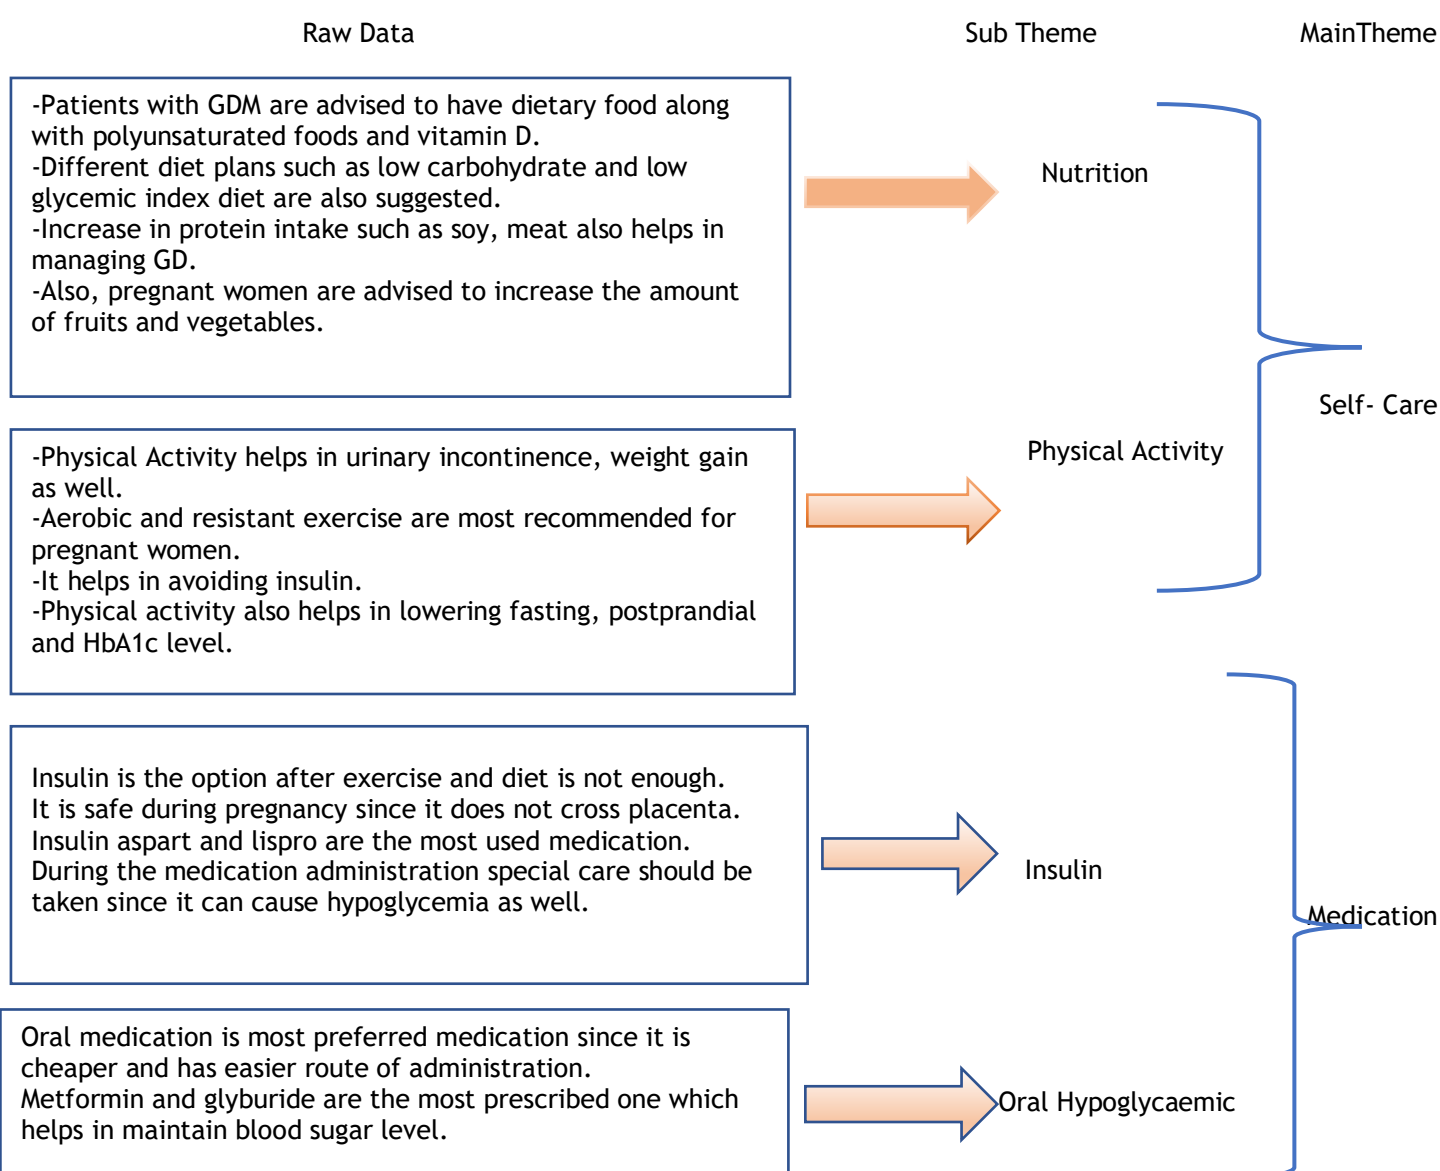 Raw Data
Sub Theme
MainTheme
-Patients with GDM are advised to have dietary food along
with polyunsaturated foods and vitamin D.
-Different diet plans such as low carbohydrate and low
glycemic index diet are also suggested.
-Increase in protein intake such as soy, meat also helps in
managing GD.
-Also, pregnant women are advised to increase the amount
of fruits and vegetables.
Nutrition
Self- Care
-Physical Activity helps in urinary incontinence, weight gain
as well.
-Aerobic and resistant exercise are most recommended for
pregnant women.
-It helps in avoiding insulin.
-Physical activity also helps in lowering fasting, postprandial
and HbA1c level.
Physical Activity
Insulin is the option after exercise and diet is not enough.
It is safe during pregnancy since it does not cross placenta.
Insulin aspart and lispro are the most used medication.
During the medication administration special care should be
taken since it can cause hypoglycemia as well.
Insulin
Medication
Oral medication is most preferred medication since it is
cheaper and has easier route of administration.
Metformin and glyburide are the most prescribed one which
helps in maintain blood sugar level.
Oral Hypoglycaemic